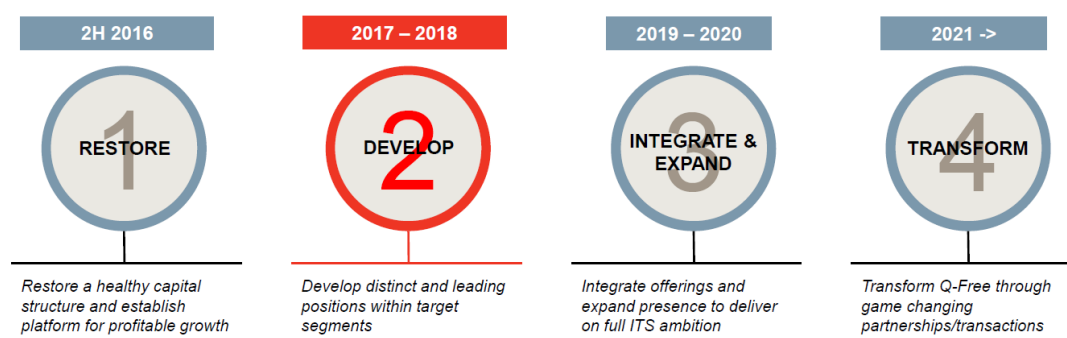 2H 2016
1
RESTORE
Restore a healthy capital
structure and establish
platform for profitable growth
2017 – 2018
2
DEVELOP
Develop distinct and leading
positions within target
segments
2019 – 2020
3
INTEGRATE &
EXPAND
Integrate offerings and
expand presence to deliver
on full ITS ambition
2021 ->
4
TRANSFORM
Transform Q-Free through
game changing
partnerships/transactions